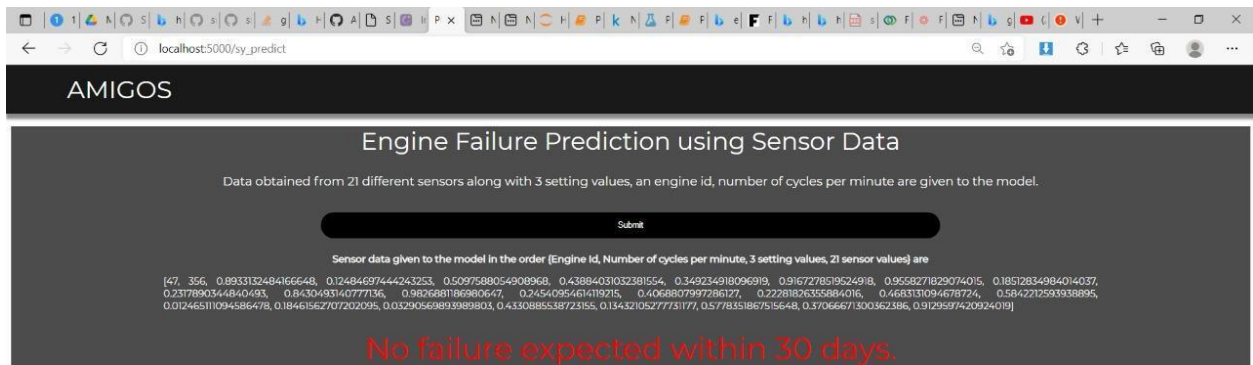 localhost:5000/sy_predict
AMIGOS
Engine Failure Prediction using Sensor Data
Data obtained from 21 different sensors along with 3 setting values, an engine id, number of cycles per minute are given to the model.
Submit
Sensor data given to the model in the order {Engine Id, Number of cycles per minute, 3 setting values, 21 sensor values} are
[47, 356, 0.8933132484166648, 0.12484697444243253, 0.5097588054908968, 0.43884031032381554, 0.349234918096919, 0.9167278519524918, 0.9558271829074015, 0.18512834984014037,
0.2317890344840493, 0.8430493140777136, 0.9826881186980647, 0.24540954614119215, 0.4068807997286127, 0.22281826355884016, 0.4683131094678724, 0.5842212593938895,
0.012465111094586478, 0.18461562707202095, 0.03290569893989803, 0.4330885538723155, 0.13432105277731177, 0.5778351867515648, 0.37066671300362386, 0.9129597420924019]
No failure expected within 30 days.